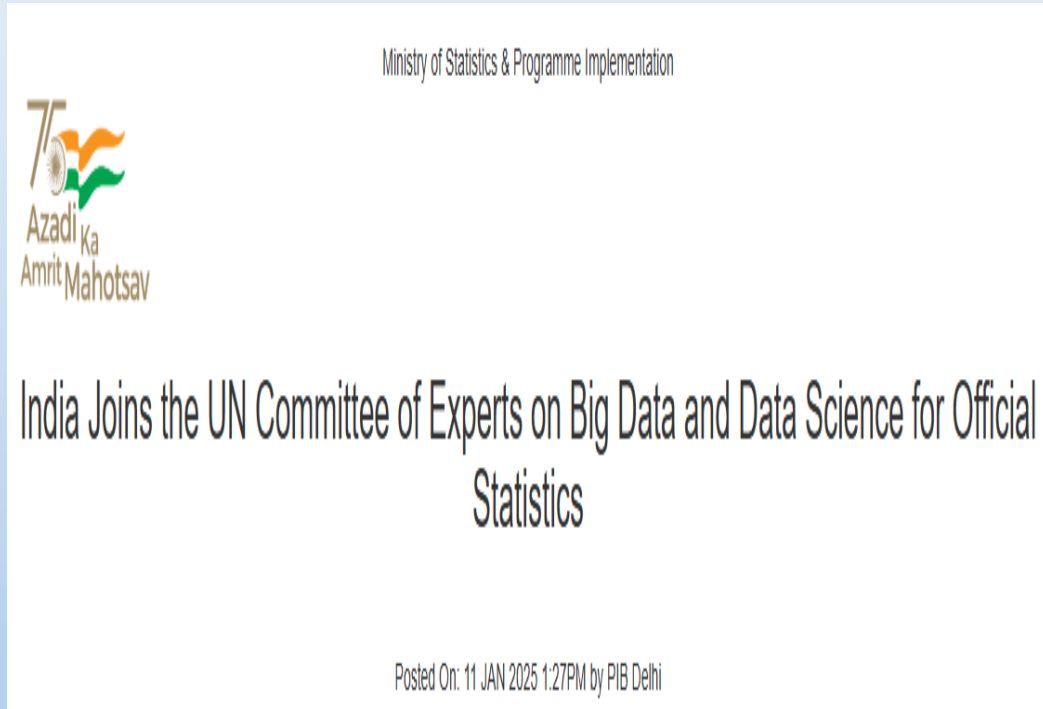 Ministry of Statistics & Programme Implementation
75
Azadi Ka
Amrit Mahotsav
India Joins the UN Committee of Experts on Big Data and Data Science for Official
Statistics
Posted On: 11 JAN 2025 1:27PM by PIB Delhi